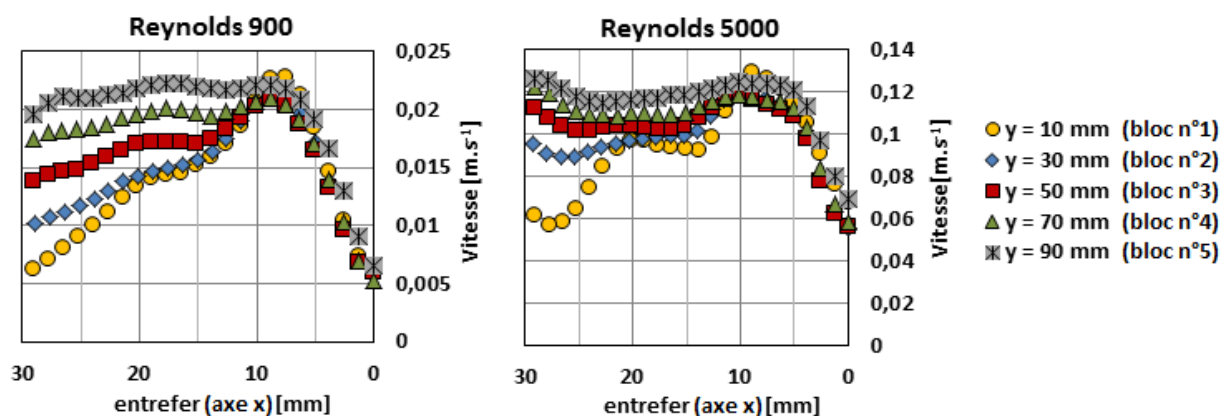 Reynolds 900
0,025
0,02
0,015
0,01
0,005
0
Vitesse [m.s-1]
30
20
10
0
entrefer (axe x) [mm]
Reynolds 5000
0,14
0,12
0,1
0,08
0,06
0,04
0,02
0
Vitesse[m.s-1]
30
20
10
0
entrefer (axe x) [mm]
y = 10 mm (bloc n°1)
y = 30 mm (bloc n°2)
y = 50 mm (bloc n°3)
y = 70 mm (bloc n°4)
y = 90 mm (bloc n°5)